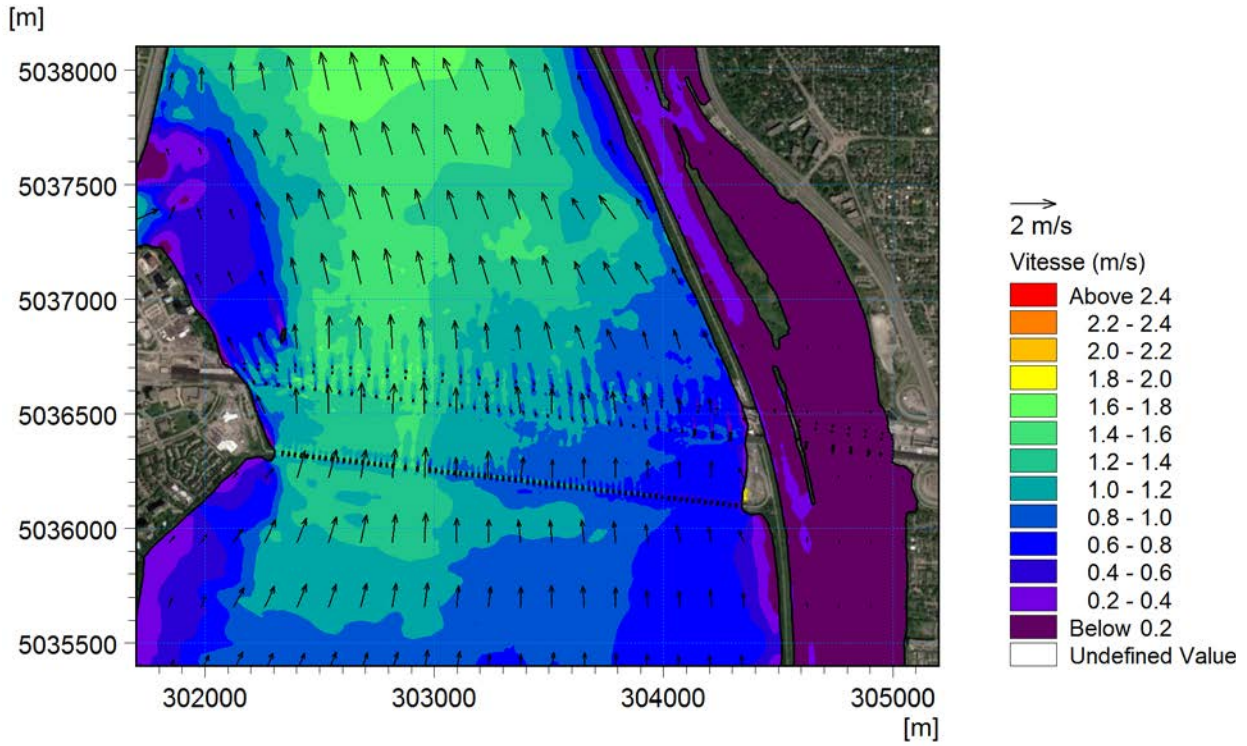 [m]
5038000
5037500
5037000
5036500
5036000
5035500
302000 303000 304000 305000
[m]
2 m/s
Vitesse (m/s)
Above 2.4
2.2 - 2.4
2.0 - 2.2
1.8 - 2.0
1.6 - 1.8
1.4 - 1.6
1.2 - 1.4
1.0 - 1.2
0.8 - 1.0
0.6 - 0.8
0.4 - 0.6
0.2 - 0.4
Below 0.2
Undefined Value